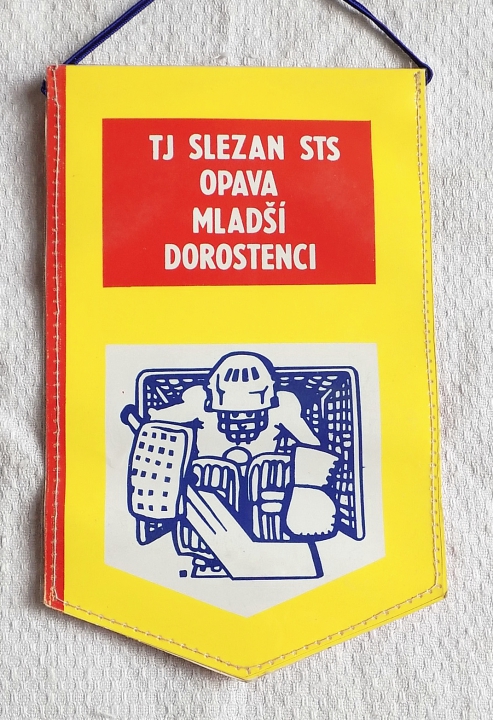 TJ SLEZAN STS
OPAVA
MLADŠÍ
DOROSTENCI